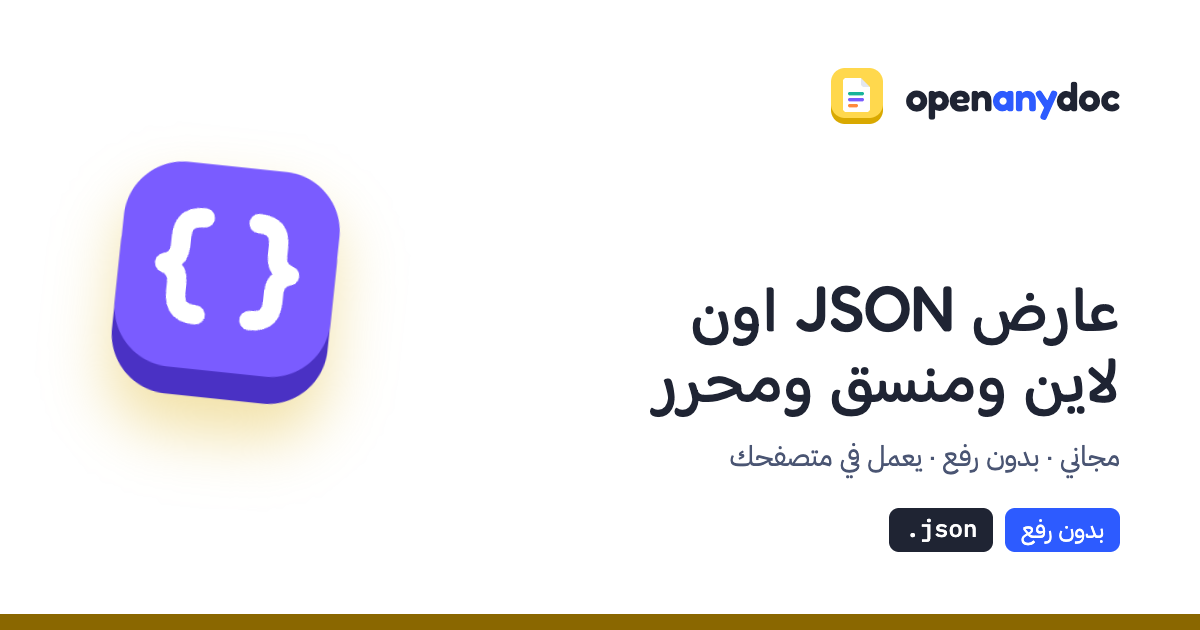 openanydoc
عارض JSON اون
لاين ومنسق ومحرر
مجاني · بدون رفع · يعمل في متصفحك
بدون رفع
.json